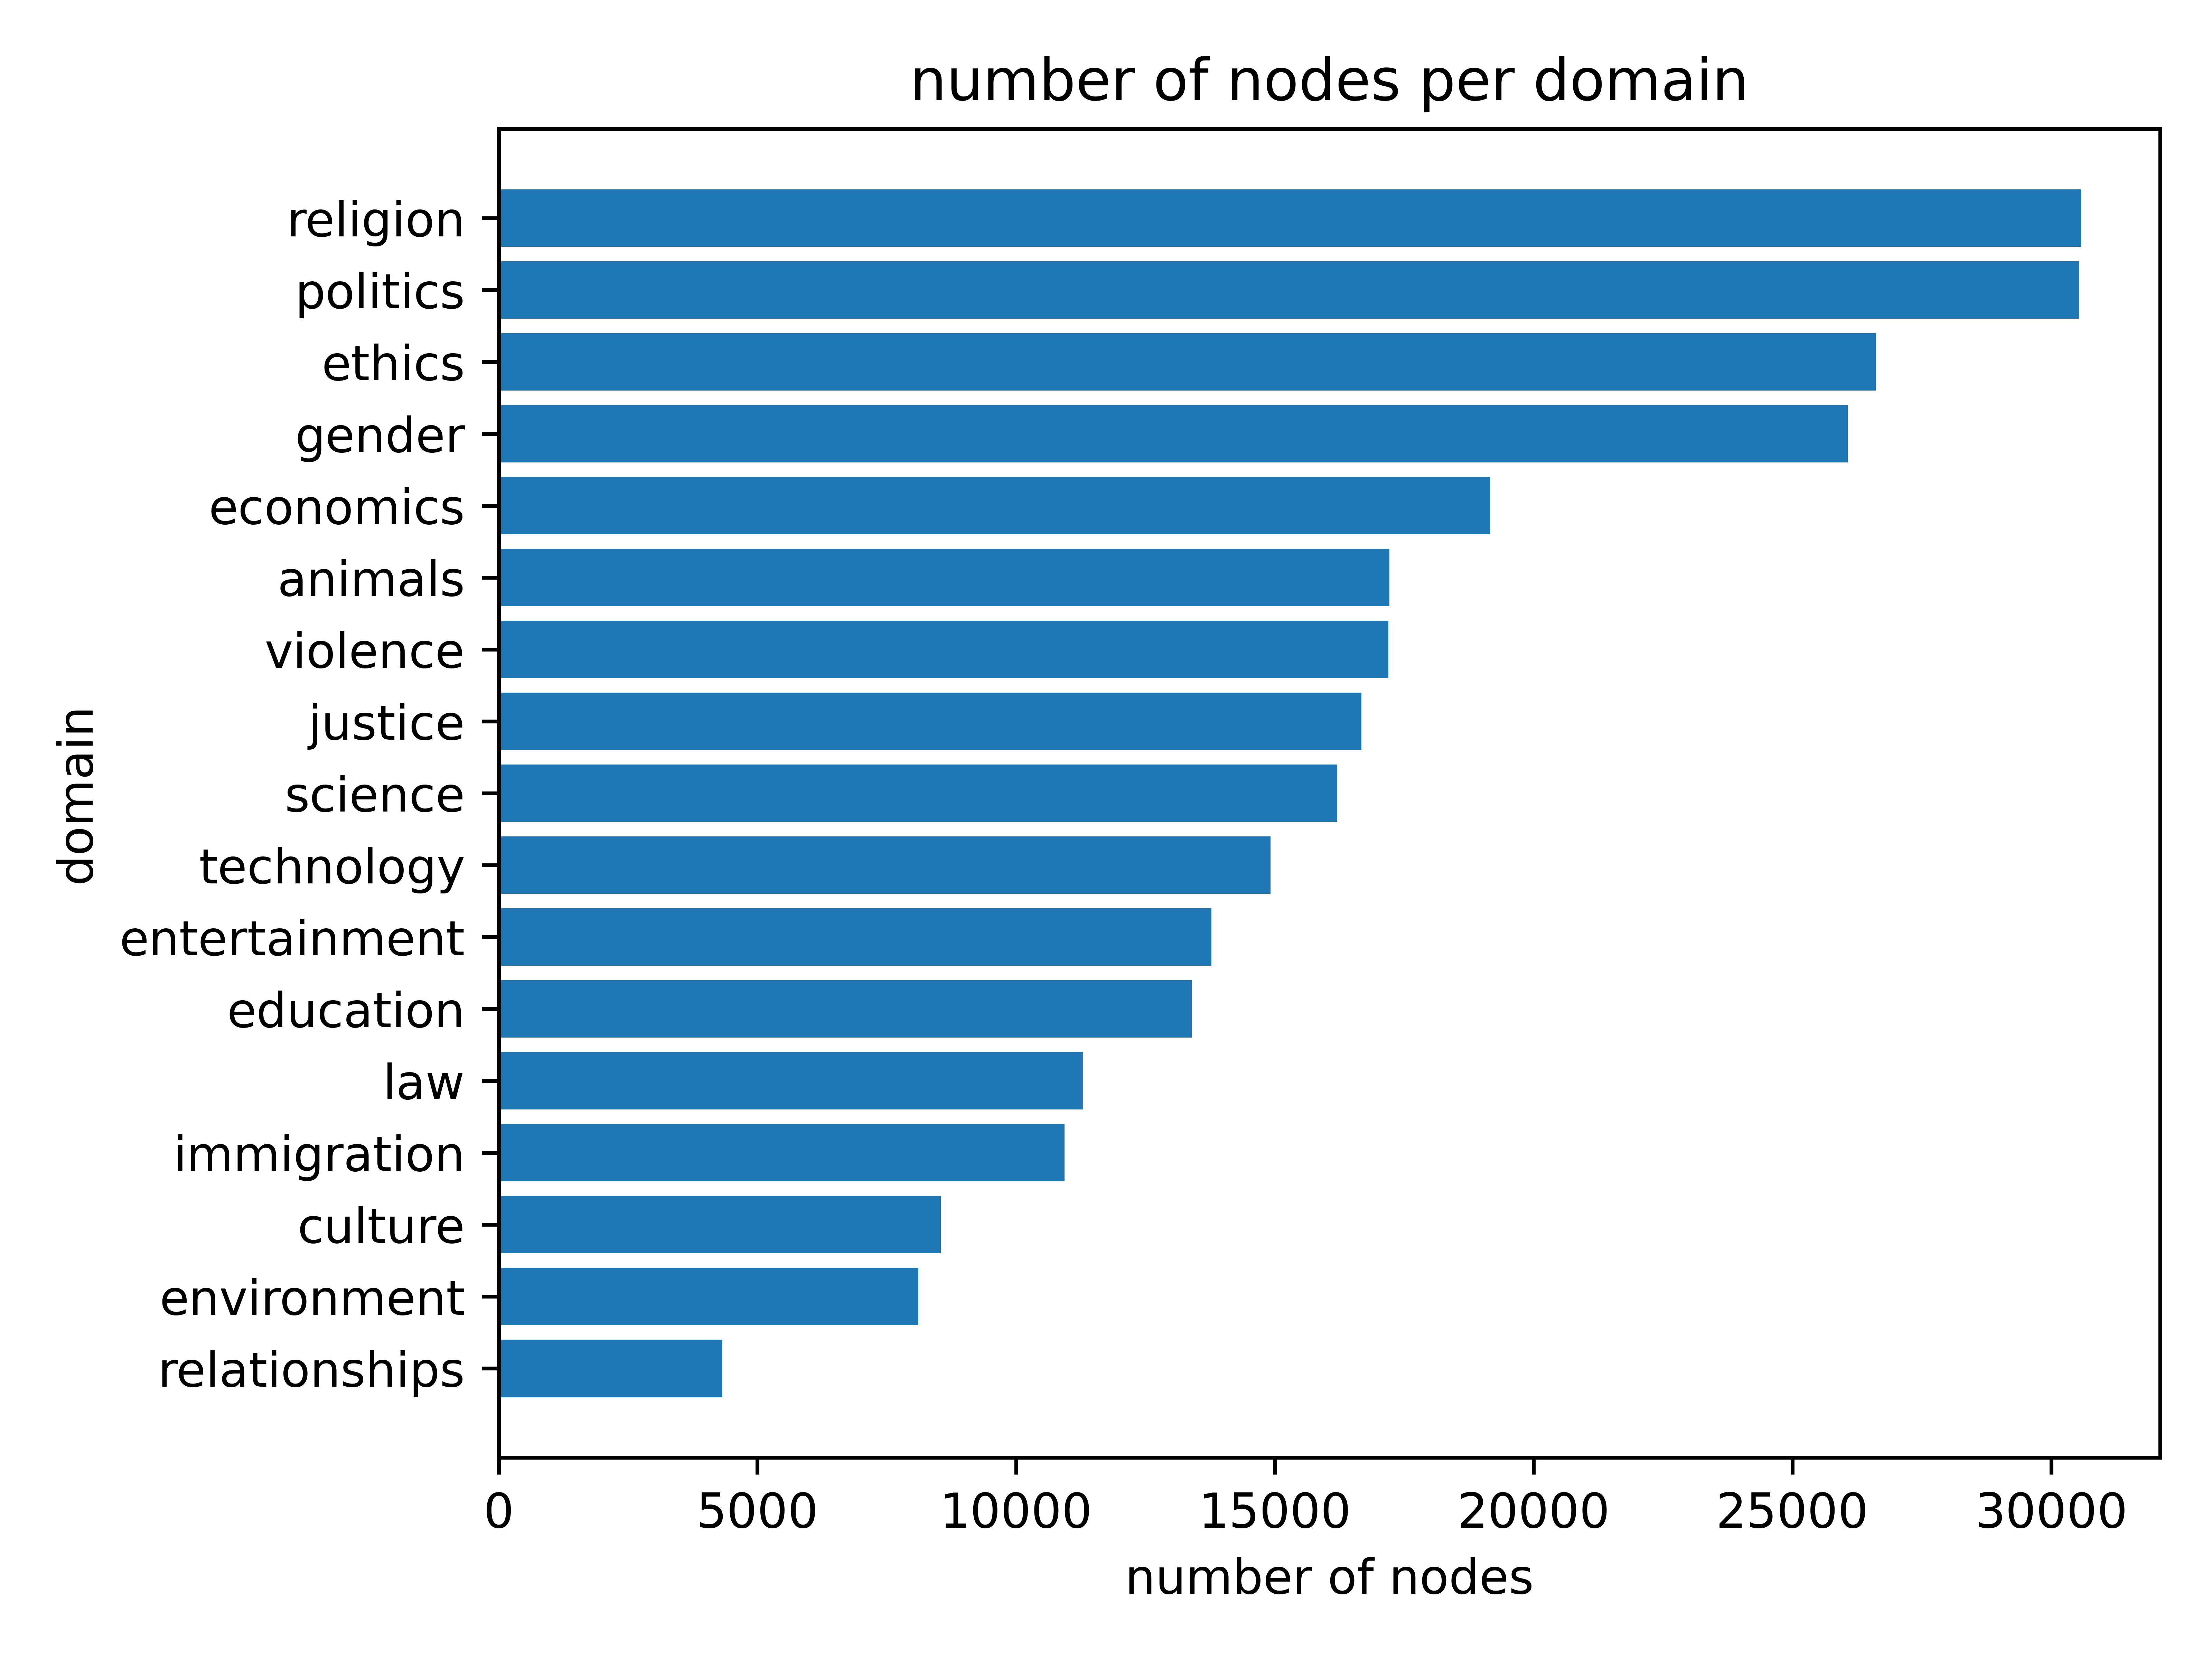 number of nodes per domain
religion
politics
ethics
gender
economics
animals
violence
justice
science
technology
entertainment
education
law
immigration
culture
environment
relationships
domain
0 5000 10000 15000 20000 25000 30000
number of nodes